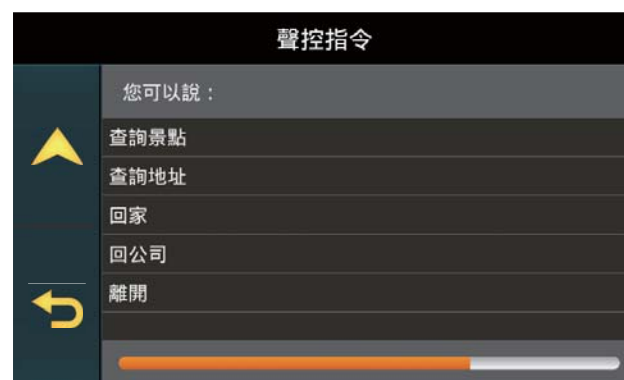 聲控指令
您可以說：
查詢景點
查詢地址
回家
回公司
離開